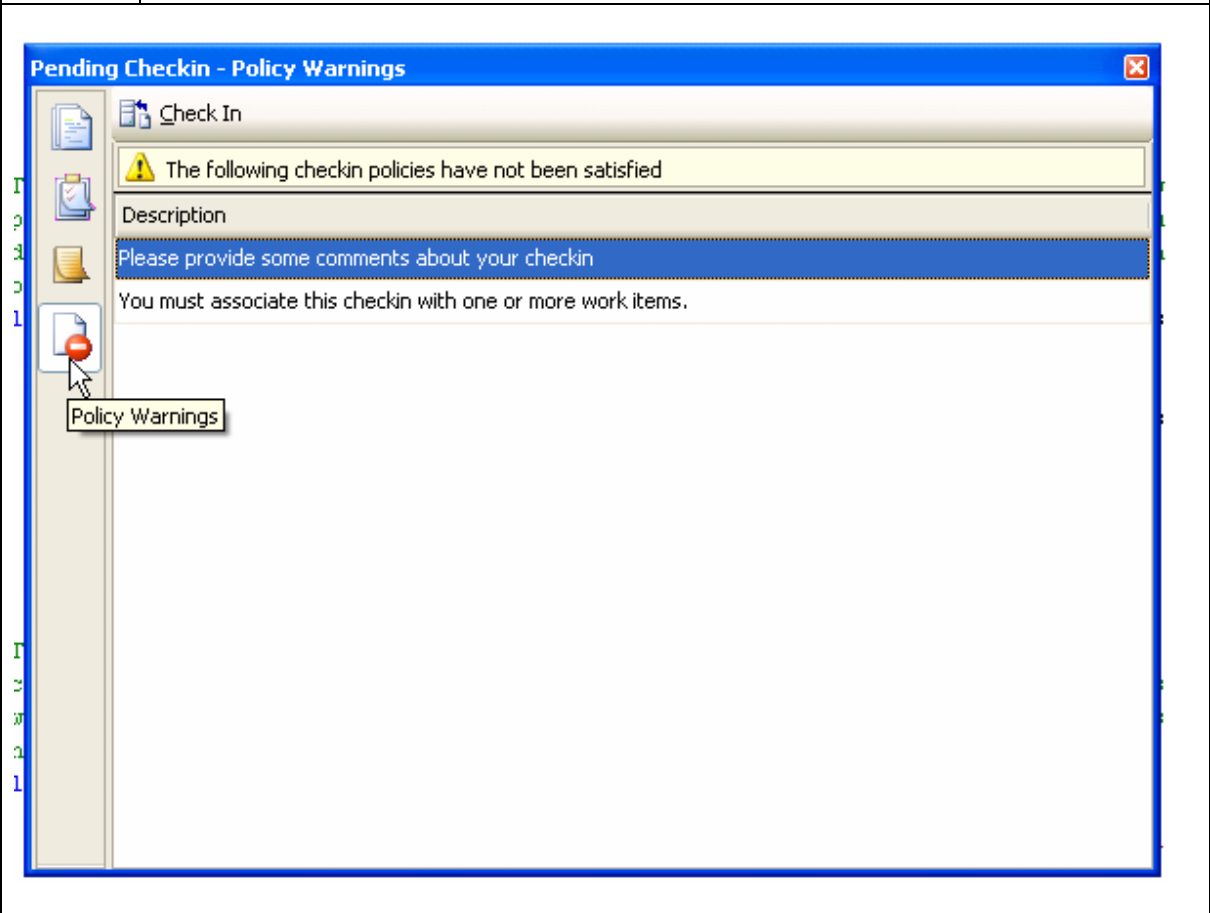 Pending Checkin - Policy Warnings
Check In
The following checkin policies have not been satisfied
Description
Please provide some comments about your checkin
You must associate this checkin with one or more work items.
Policy Warnings